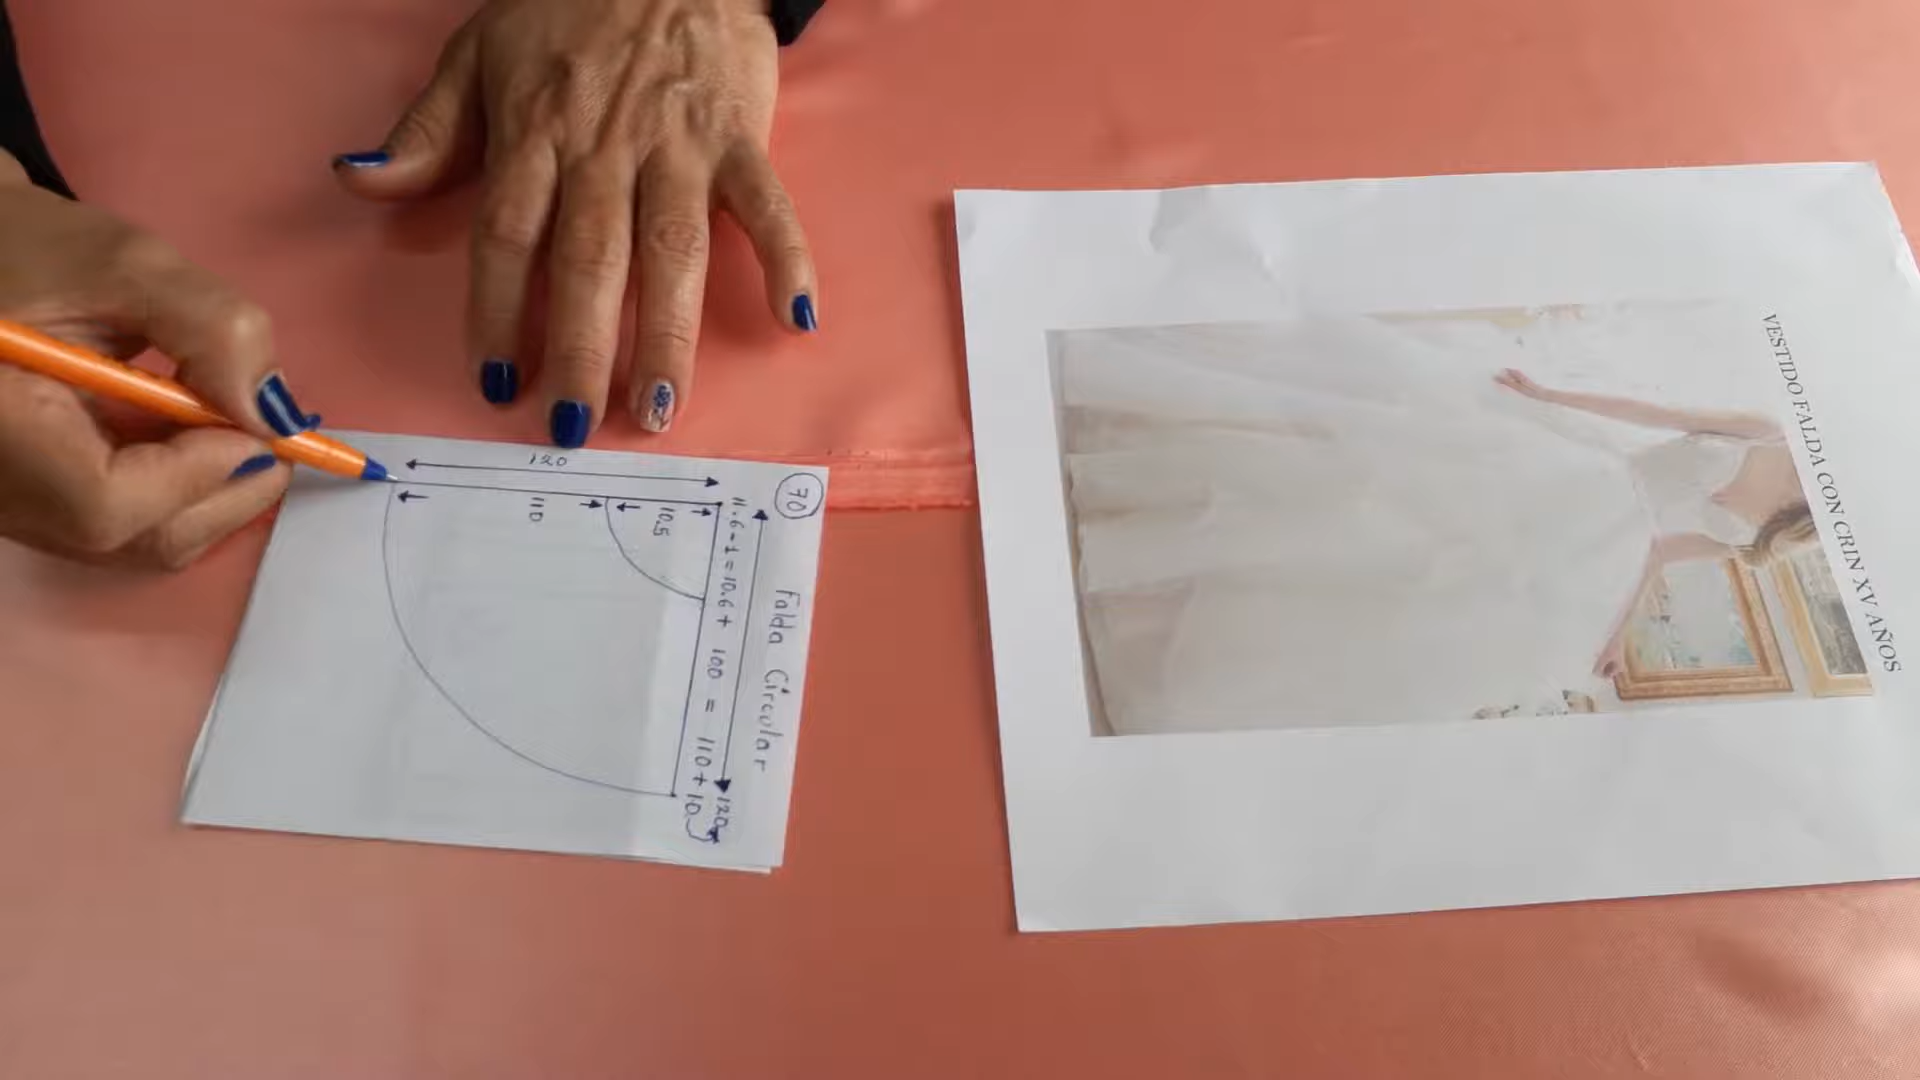 70
Falda Circular
11.6-1=10.6+ 100 = 110+10
120
120
10.5
110
VESTIDO FALDA CON CRIN XV AÑOS